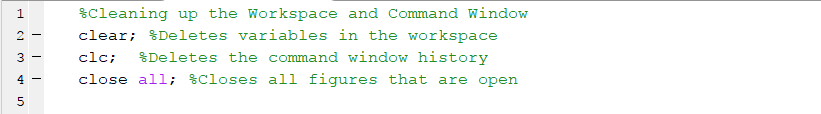 1 %Cleaning up the Workspace and Command Window
2 – clear; %Deletes variables in the workspace
3 – clc; %Deletes the command window history
4 – close all; %Closes all figures that are open
5